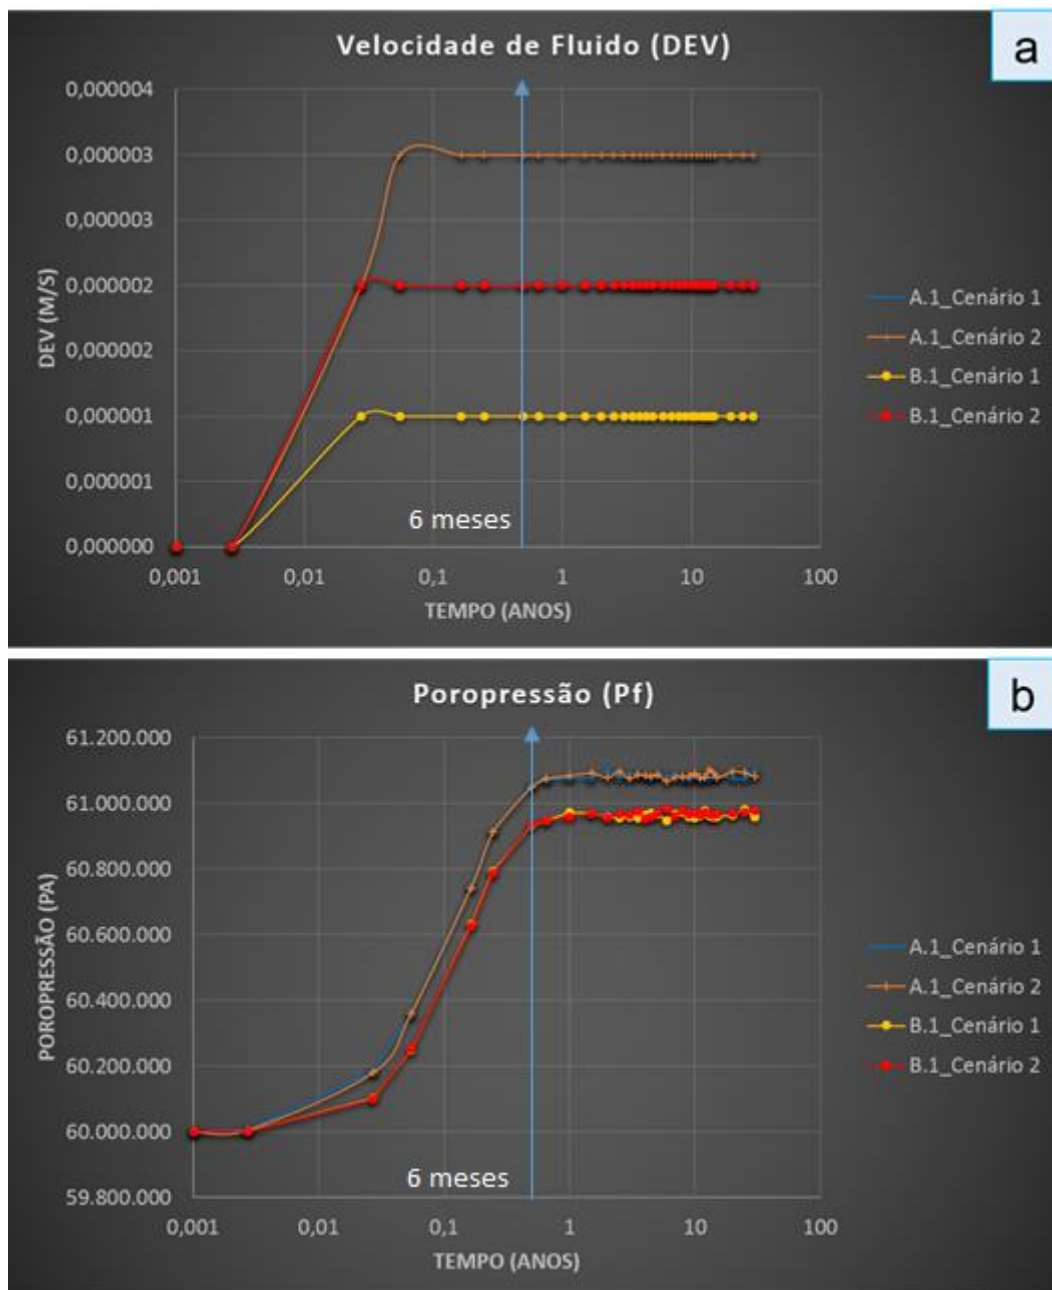 Velocidade de Fluido (DEV)
a
0,000004
0,000003
0,000003
0,000002
0,000002
0,000001
0,000001
0,000000
DEV (M/S)
A.1_Cenário 1
A.1_Cenário 2
B.1_Cenário 1
B.1_Cenário 2
6 meses
0,001 0,01 0,1 1 10 100
TEMPO (ANOS)
Poropressão (Pf)
b
61.200.000
61.000.000
60.800.000
60.600.000
60.400.000
60.200.000
60.000.000
59.800.000
POROPRESSÃO (PA)
A.1_Cenário 1
A.1_Cenário 2
B.1_Cenário 1
B.1_Cenário 2
6 meses
0,001 0,01 0,1 1 10 100
TEMPO (ANOS)